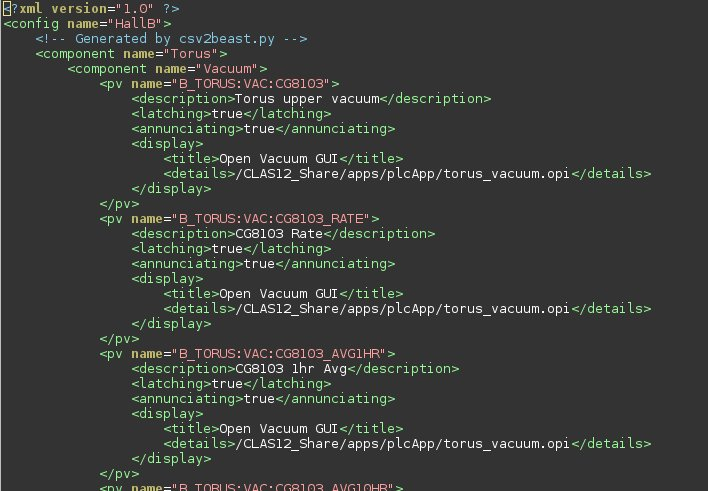 <?xml version="1.0" ?>
<config name="HallB">
    <!-- Generated by csv2beast.py -->
    <component name="Torus">
        <component name="Vacuum">
            <pv name="B_TORUS:VAC:CG8103">
                <description>Torus upper vacuum</description>
                <latching>true</latching>
                <annunciating>true</annunciating>
                <display>
                    <title>Open Vacuum GUI</title>
                    <details>/CLAS12_Share/apps/plcApp/torus_vacuum.opi</details>
                </display>
            </pv>
            <pv name="B_TORUS:VAC:CG8103_RATE">
                <description>CG8103 Rate</description>
                <latching>true</latching>
                <annunciating>true</annunciating>
                <display>
                    <title>Open Vacuum GUI</title>
                    <details>/CLAS12_Share/apps/plcApp/torus_vacuum.opi</details>
                </display>
            </pv>
            <pv name="B_TORUS:VAC:CG8103_AVG1HR">
                <description>CG8103 1hr Avg</description>
                <latching>true</latching>
                <annunciating>true</annunciating>
                <display>
                    <title>Open Vacuum GUI</title>
                    <details>/CLAS12_Share/apps/plcApp/torus_vacuum.opi</details>
                </display>
            </pv>
            <pv name="B_TORUS:VAC:CG8103_AVG10HR">